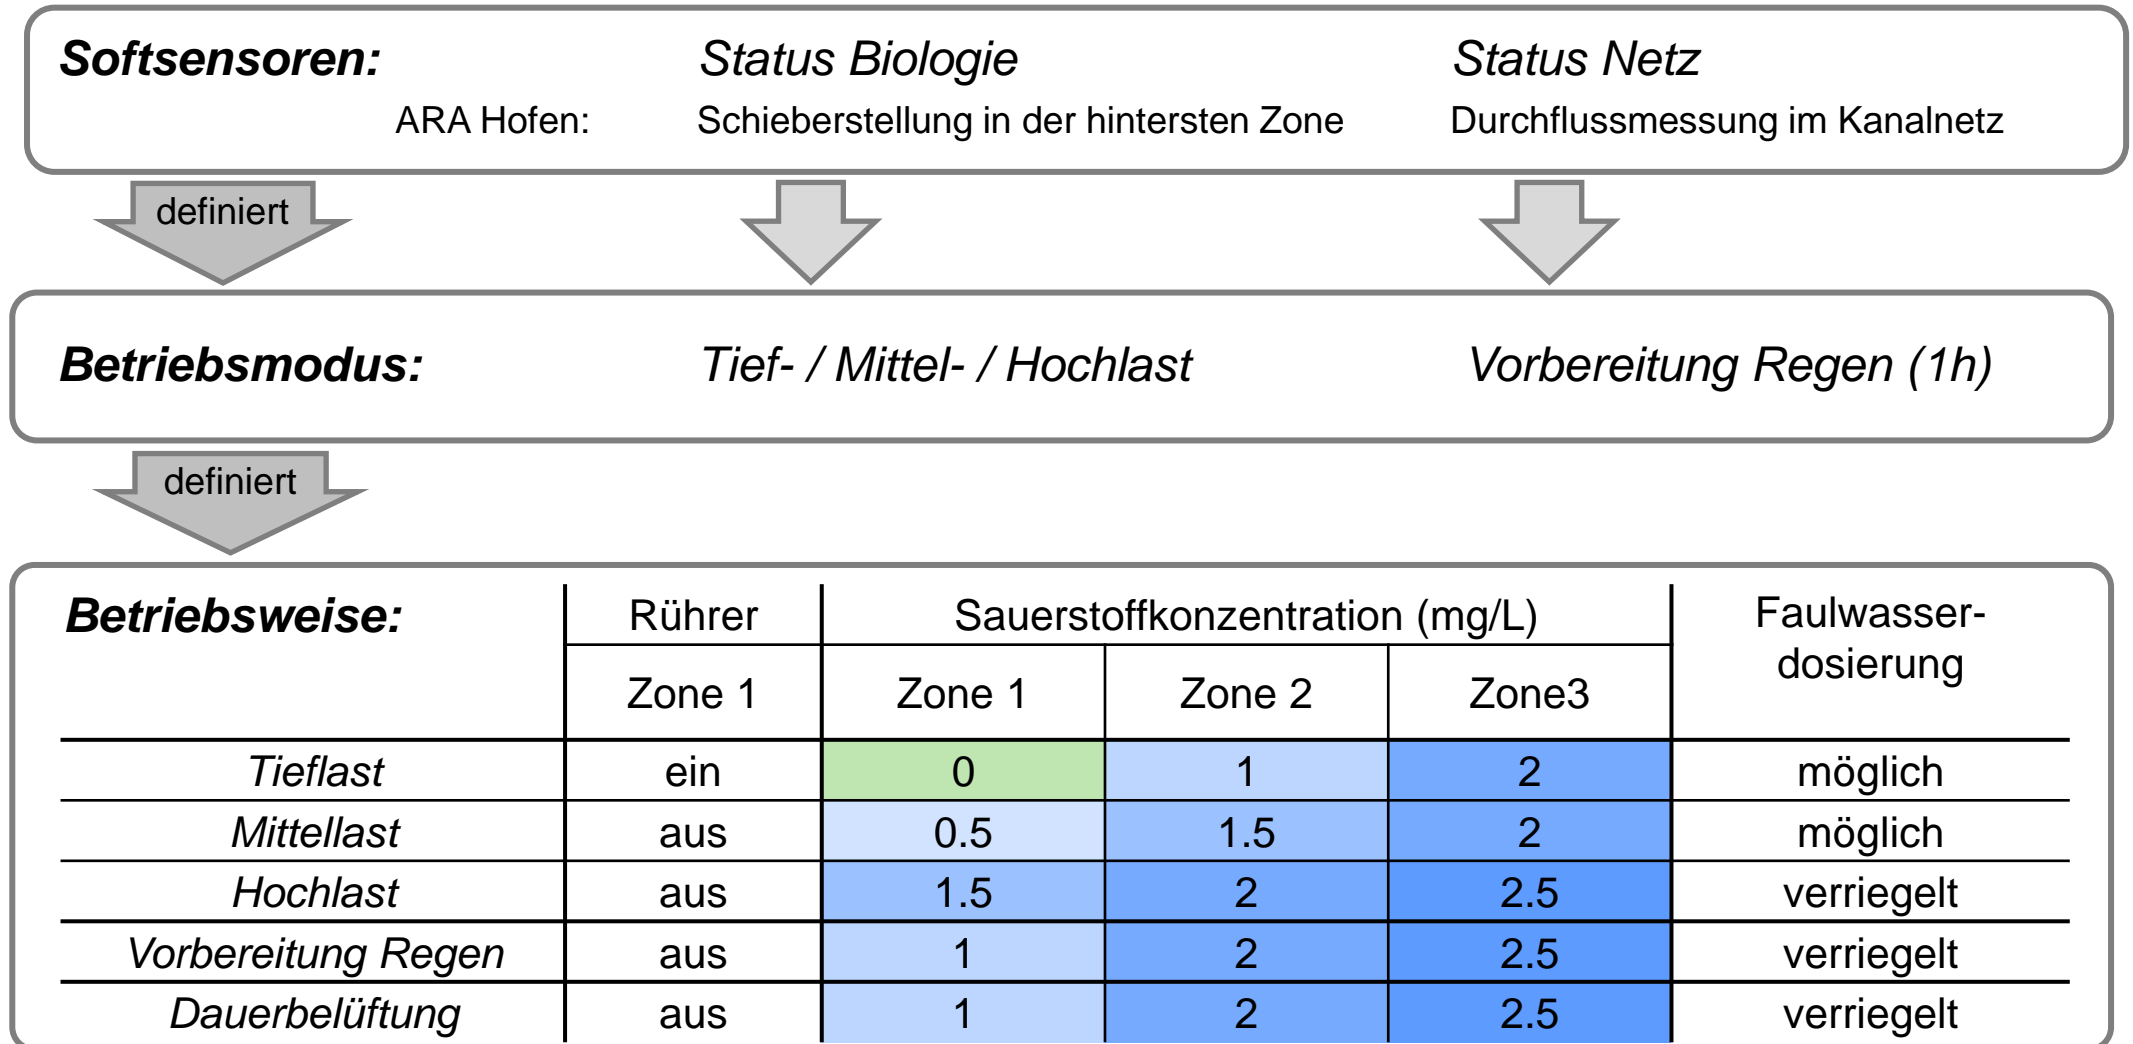 Softsensoren: Status Biologie Status Netz
ARA Hofen: Schieberstellung in der hintersten Zone Durchflussmessung im Kanalnetz
definiert
Betriebsmodus: Tief- / Mittel- / Hochlast Vorbereitung Regen (1h)
definiert
Betriebsweise: Rührer Sauerstoffkonzentration (mg/L) Faulwasser-
dosierung
Zone 1 Zone 1 Zone 2 Zone3
Tieflast ein 0 1 2 möglich
Mittellast aus 0.5 1.5 2 möglich
Hochlast aus 1.5 2 2.5 verriegelt
Vorbereitung Regen aus 1 2 2.5 verriegelt
Dauerbelüftung aus 1 2 2.5 verriegelt